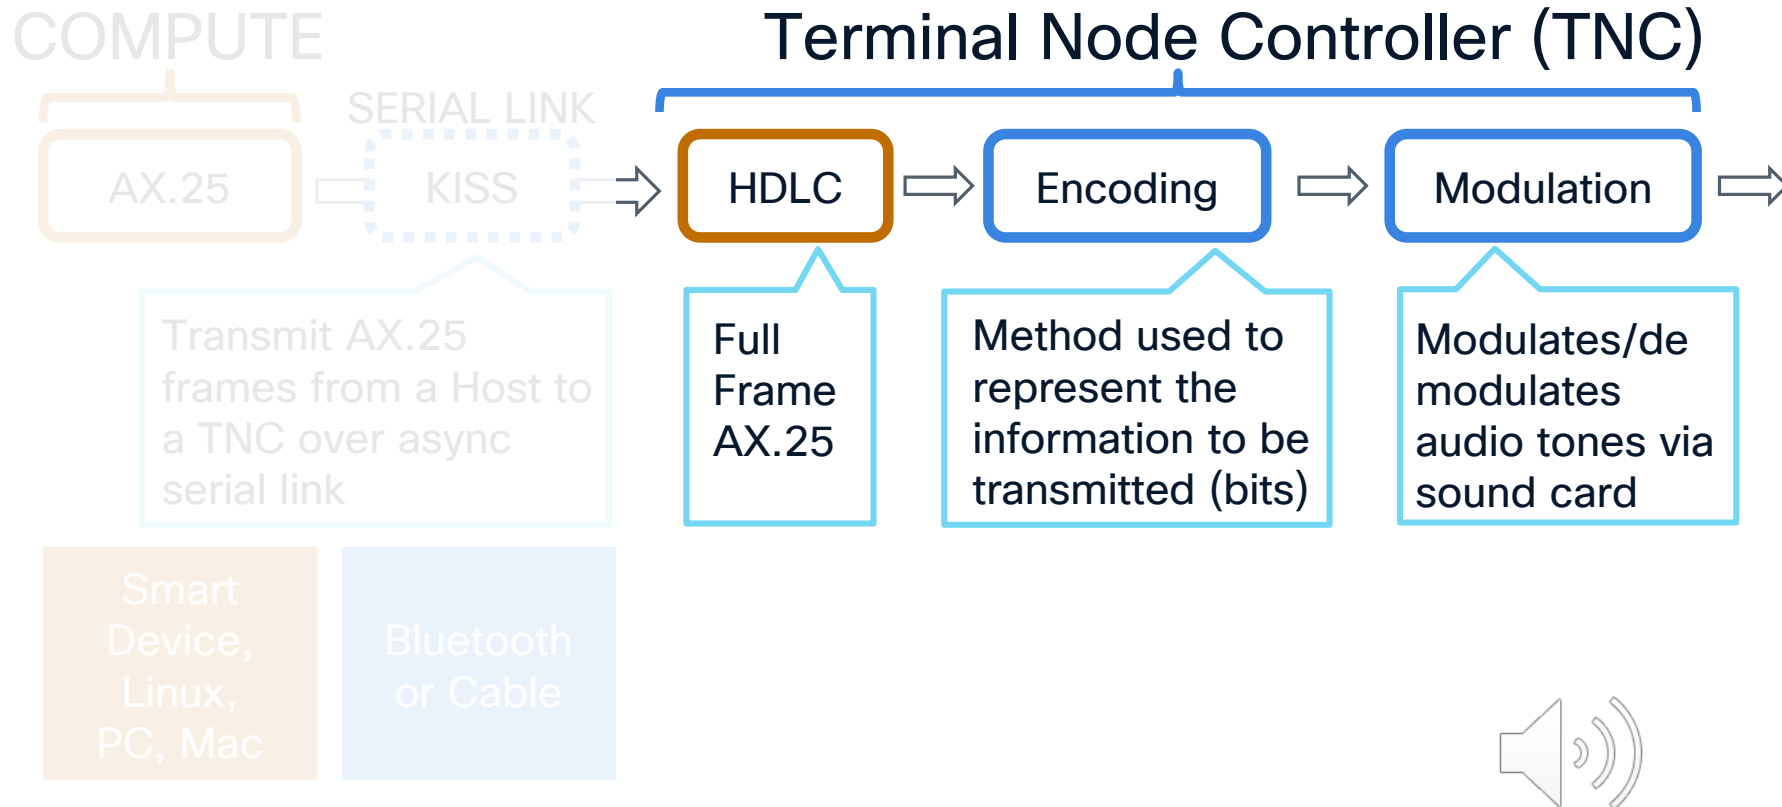 COMPUTE
Terminal Node Controller (TNC)
SERIAL LINK
AX.25
KISS
HDLC
Encoding
Modulation
Transmit AX.25
frames from a Host to
a TNC over async
serial link
Full
Frame
AX.25
Method used to
represent the
information to be
transmitted (bits)
Modulates/de
modulates
audio tones via
sound card
Smart
Device,
Linux,
PC, Mac
Bluetooth
or Cable